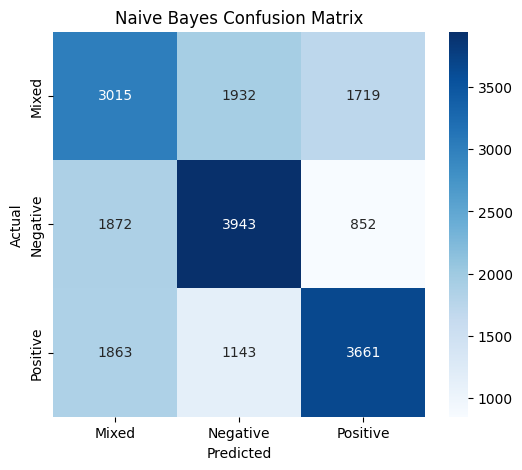 Naive Bayes Confusion Matrix
Actual
Mixed
3015 1932 1719
Negative
1872 3943 852
Positive
1863 1143 3661
Mixed Negative Positive
Predicted
3500
3000
2500
2000
1500
1000